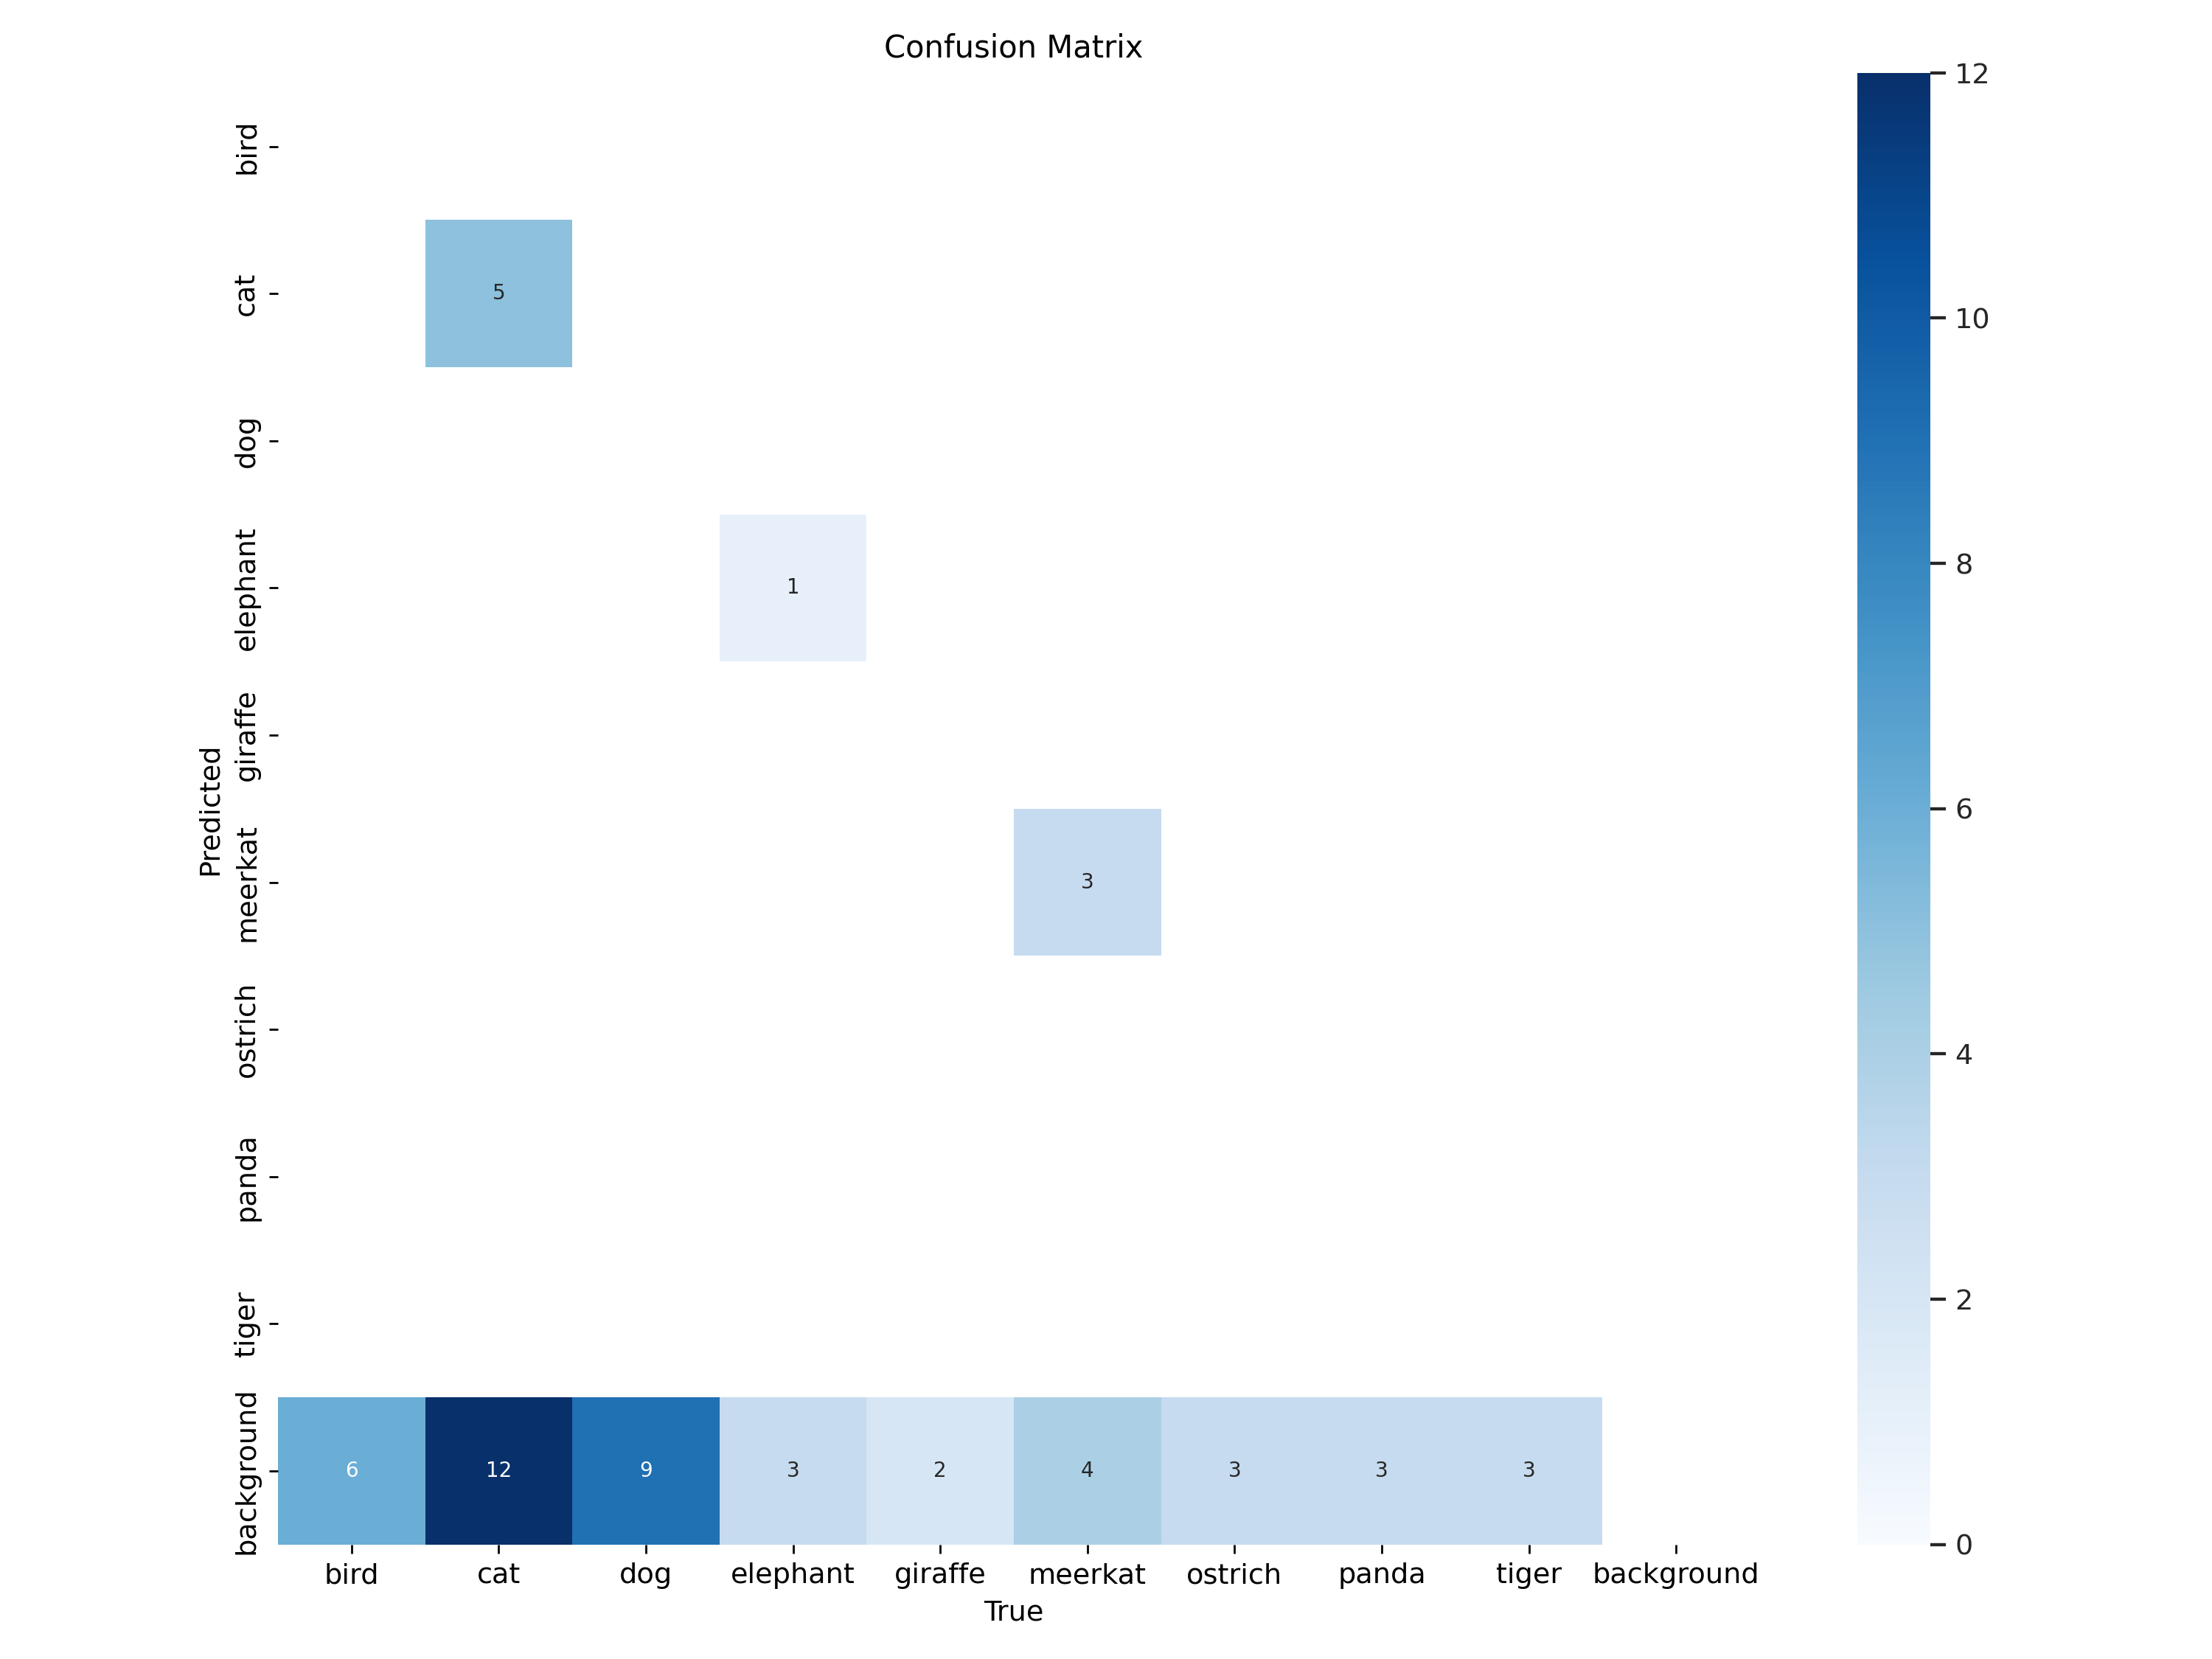 Confusion Matrix
bird
cat
dog
elephant
giraffe
meerkat
ostrich
panda
tiger
background
Predicted
5
1
3
6 12 9 3 2 4 3 3 3
bird cat dog elephant giraffe meerkat ostrich panda tiger background
True
12
10
8
6
4
2
0